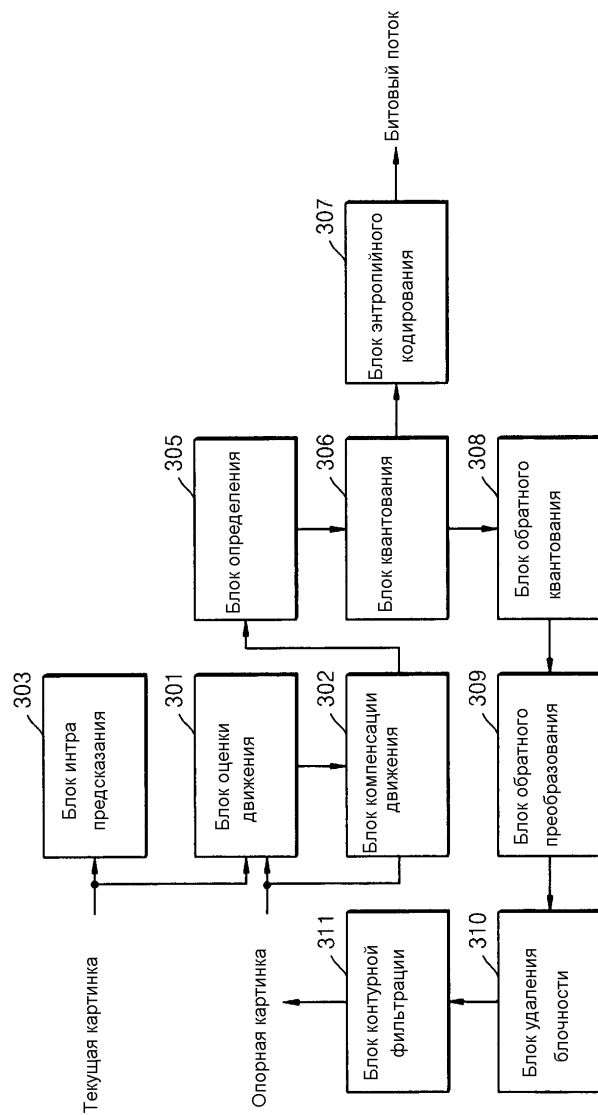 Текущая картинка
303
Блок интра
предсказания
301
Блок оценки
движения
305
Блок определения
Опорная картинка
302
Блок компенсации
движения
306
Блок квантования
307
Блок энтропийного
кодирования
Битовый поток
311
Блок контурной
фильтрации
310
Блок удаления
блочности
309
Блок обратного
преобразования
308
Блок обратного
квантования